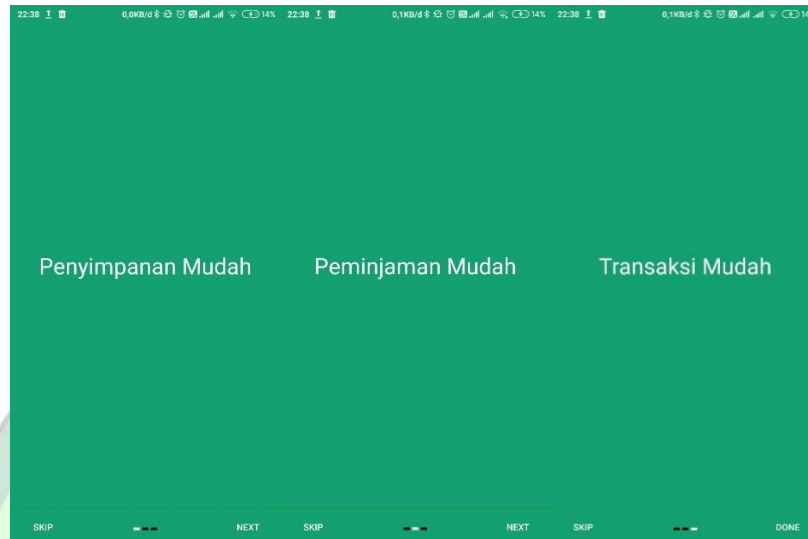 22:38 0,0KB/d 14% 22:38 0,1KB/d 14% 22:38 0,1KB/d 14
Penyimpanan Mudah Peminjaman Mudah Transaksi Mudah
SKIP NEXT SKIP NEXT SKIP DONE